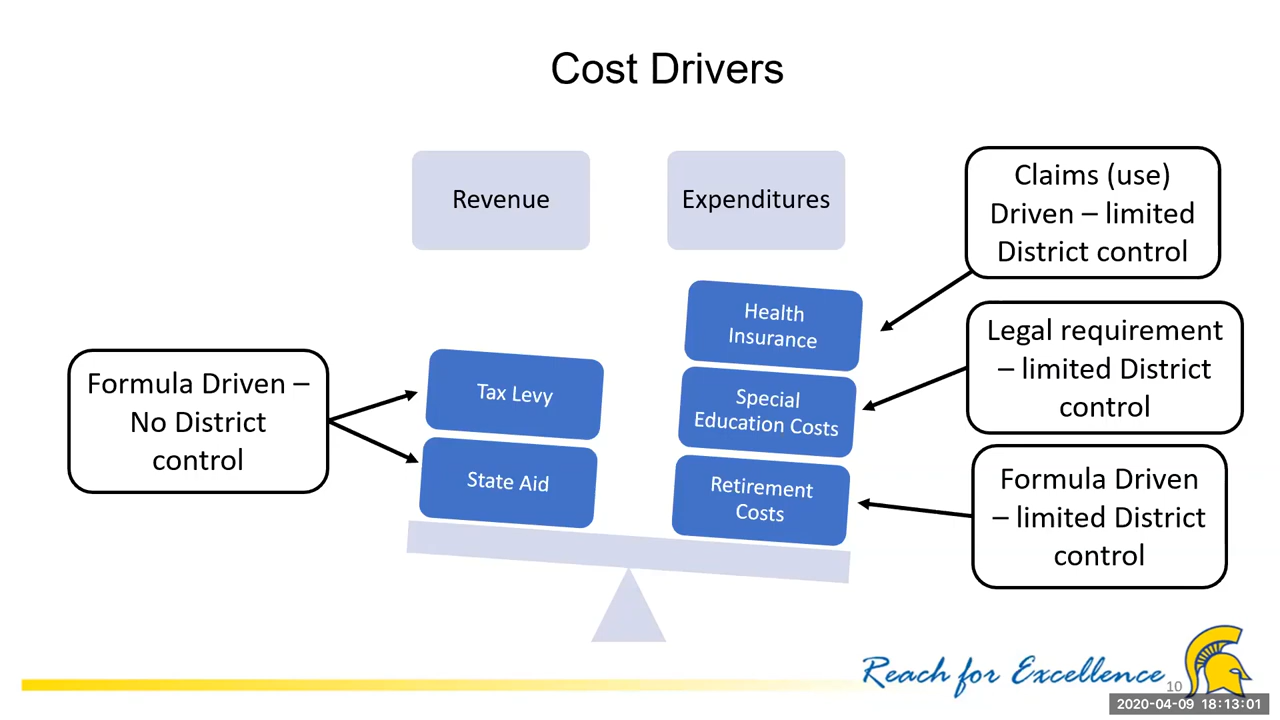 Cost Drivers
Revenue
Expenditures
Claims (use)
Driven – limited
District control
Health
Insurance
Legal requirement
– limited District
control
Formula Driven –
No District
control
Tax Levy
Special
Education Costs
State Aid
Retirement
Costs
Formula Driven
– limited District
control
Reach for Excellence
10
2020-04-09 18:13:01